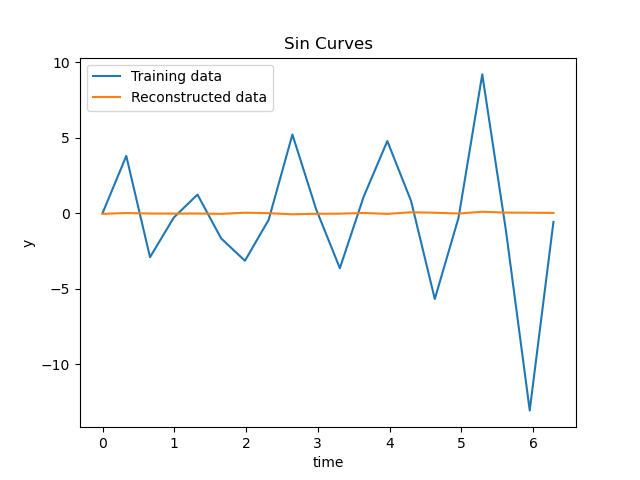 Sin Curves
Training data
Reconstructed data
10
5
0
−5
−10
y
0 1 2 3 4 5 6
time